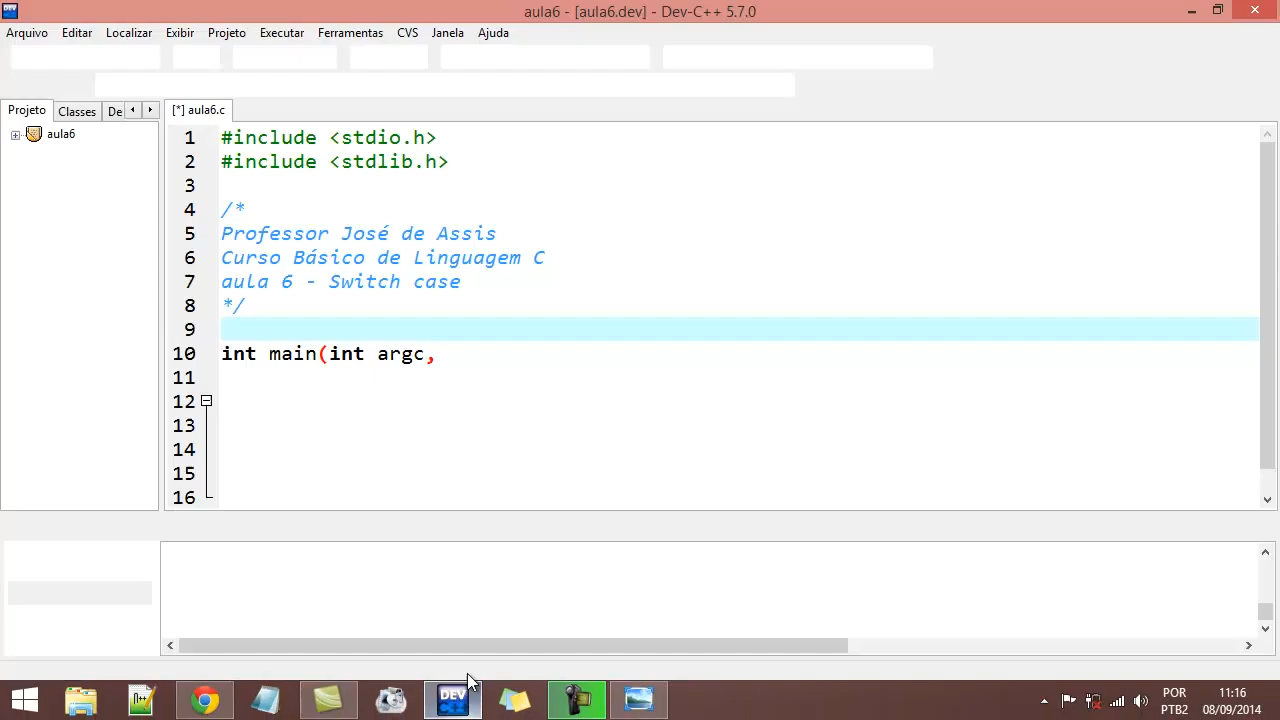 aula6 - [aula6.dev] - Dev-C++ 5.7.0
Arquivo Editar Localizar Exibir Projeto Executar Ferramentas CVS Janela Ajuda
Projeto Classes De [*] aula6.c
aula6
1 #include <stdio.h>
2 #include <stdlib.h>
3
4 /*
5 Professor José de Assis
6 Curso Básico de Linguagem C
7 aula 6 - Switch case
8 */
9
10 int main(int argc,
11
12
13
14
15
16
DEV
POR 11:16
PTB2 08/09/2014